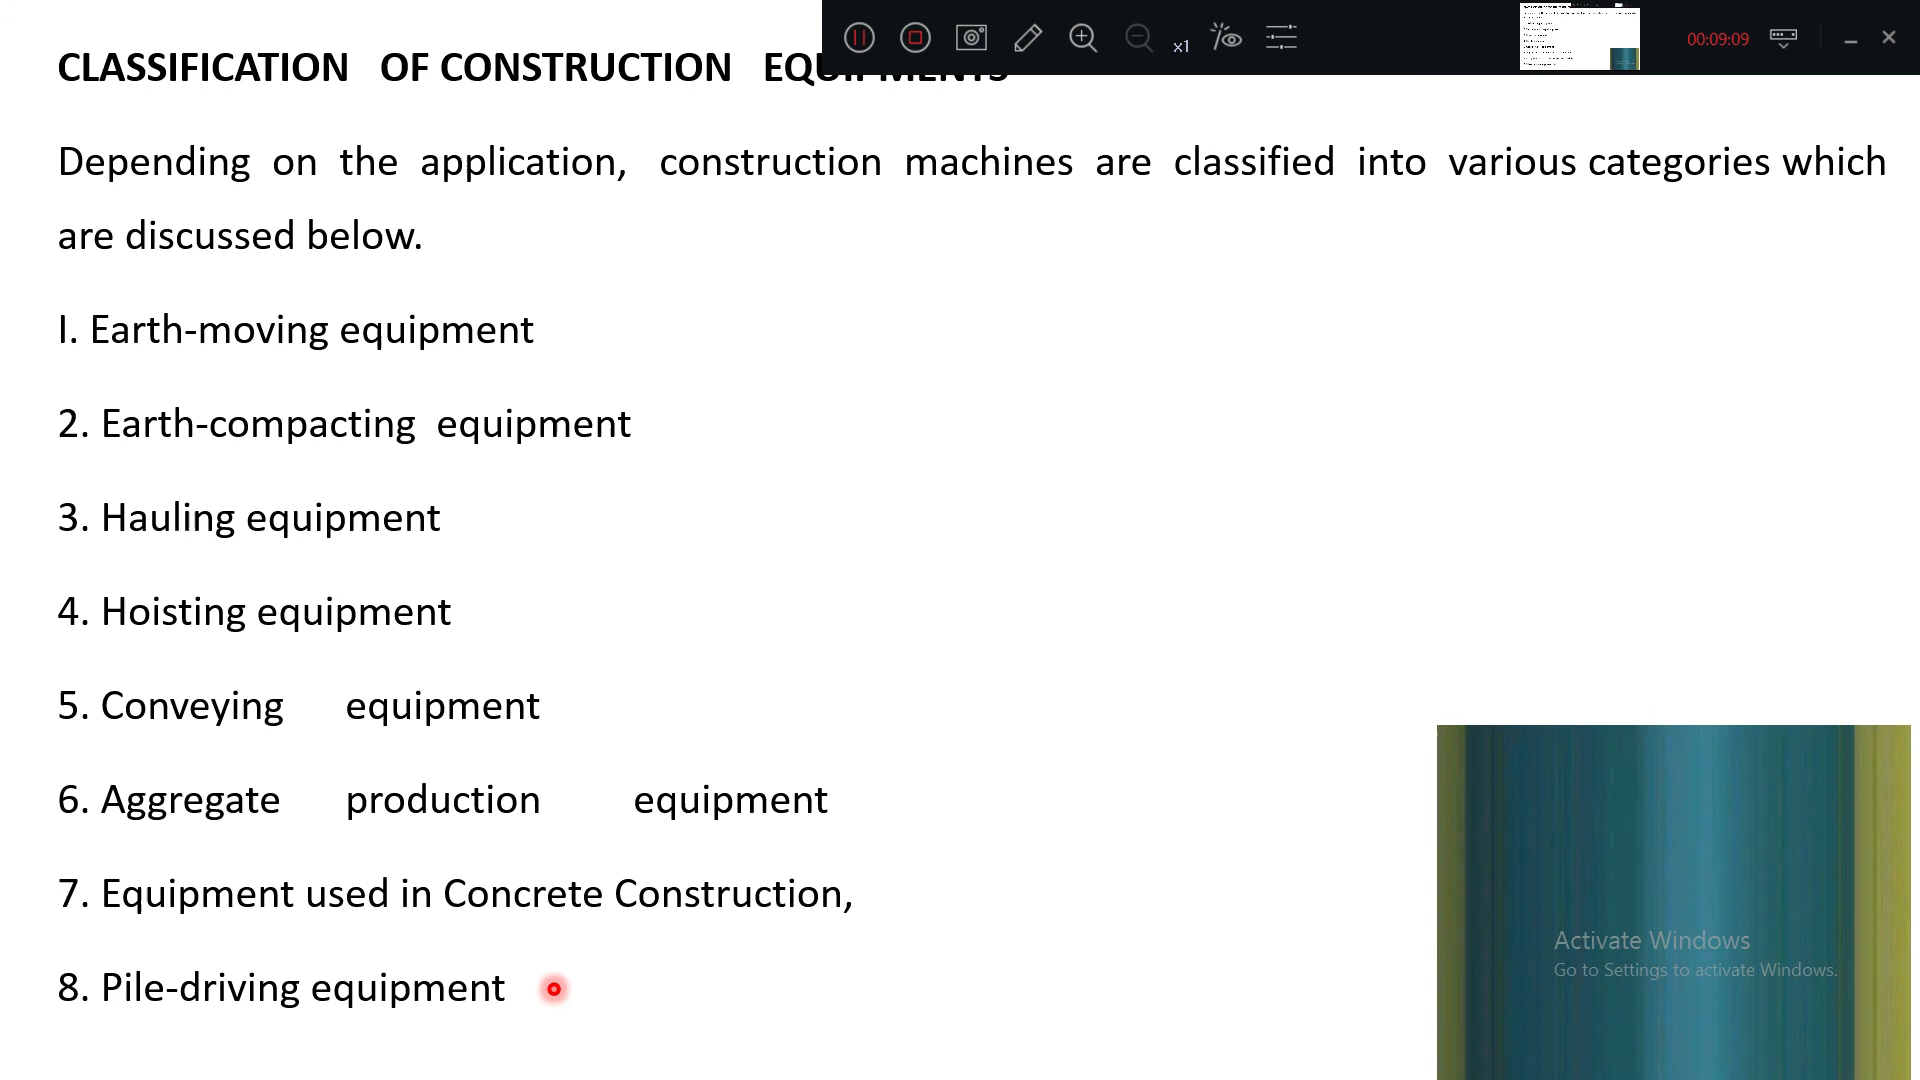 CLASSIFICATION OF CONSTRUCTION EQUIPMENTS
x1
00:09:09
Depending on the application, construction machines are classified into various categories which
are discussed below.
I. Earth-moving equipment
2. Earth-compacting equipment
3. Hauling equipment
4. Hoisting equipment
5. Conveying equipment
6. Aggregate production equipment
7. Equipment used in Concrete Construction,
8. Pile-driving equipment
Activate Windows
Go to Settings to activate Windows.